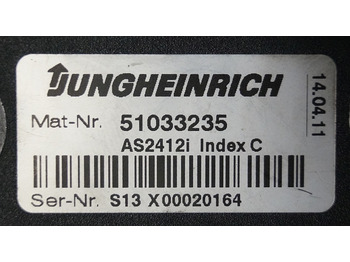 JUNGHEINRICH
Mat-Nr. 51033235
AS2412i Index C
Ser-Nr. S13 X00020164
14.04.11